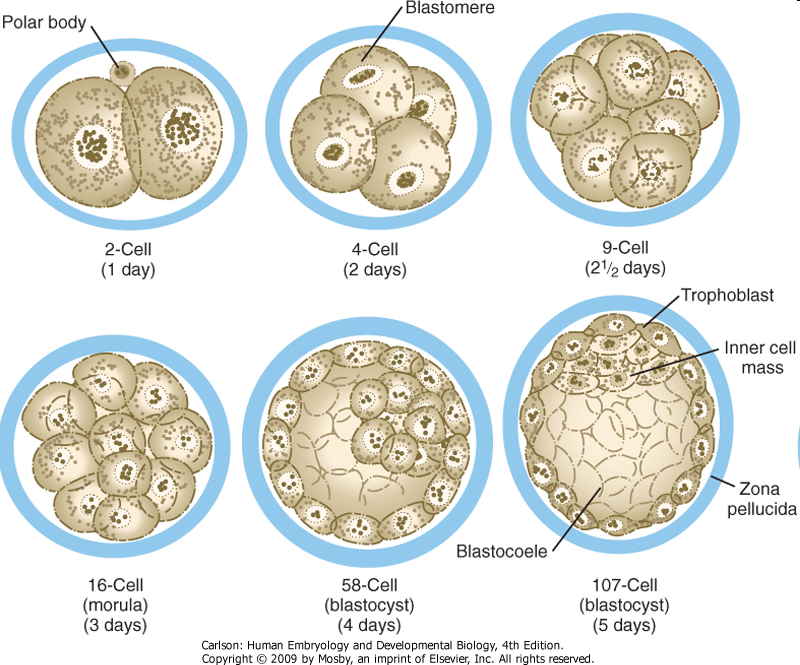 Polar body
Blastomere
2-Cell
(1 day)
4-Cell
(2 days)
9-Cell
(2 1/2 days)
Trophoblast
Inner cell
mass
Zona
pellucida
Blastocoele
16-Cell
(morula)
(3 days)
58-Cell
(blastocyst)
(4 days)
107-Cell
(blastocyst)
(5 days)
Carlson: Human Embryology and Developmental Biology, 4th Edition.
Copyright © 2009 by Mosby, an imprint of Elsevier, Inc. All rights reserved.